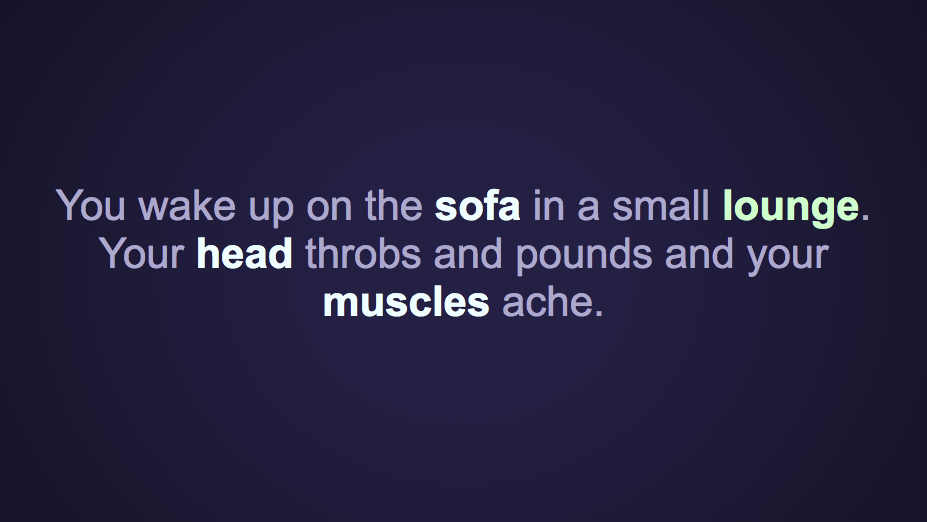 You wake up on the sofa in a small lounge.
Your head throbs and pounds and your
muscles ache.